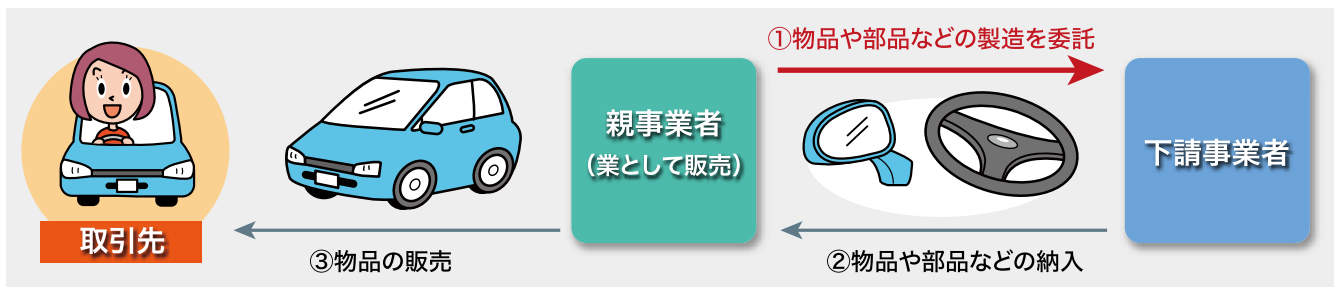 ①物品や部品などの製造を委託
親事業者
（業として販売）
下請事業者
取引先
③物品の販売
②物品や部品などの納入